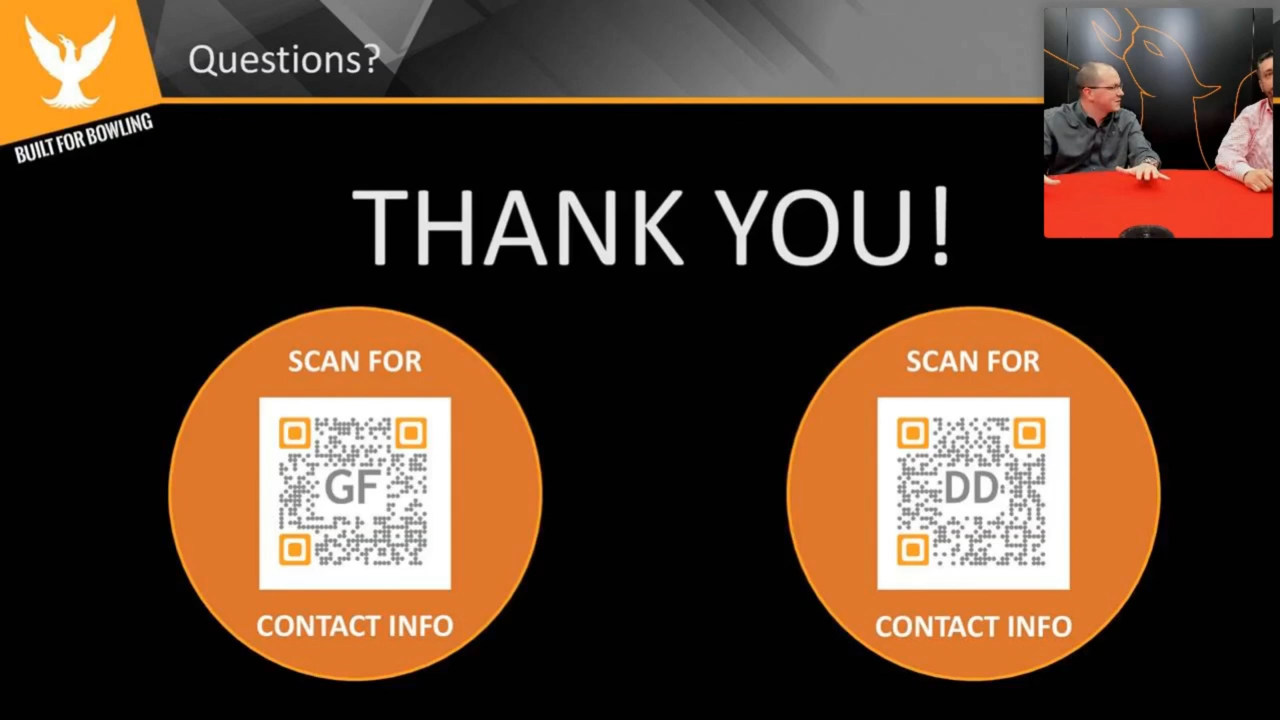 Questions?
BUILT FOR BOWLING
THANK YOU!
SCAN FOR
GF
CONTACT INFO
SCAN FOR
DD
CONTACT INFO